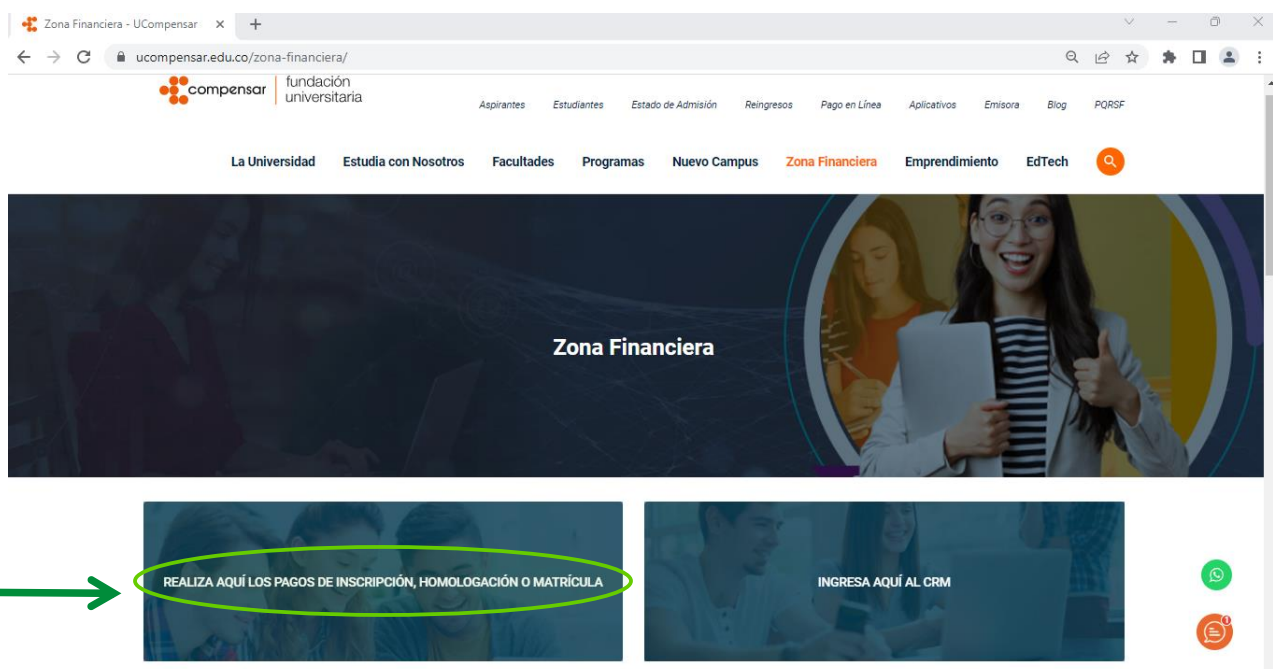 Zona Financiera - UCompensar
ucompensar.edu.co/zona-financiera/
compensar
fundación
universitaria
Aspirantes Estudiantes Estado de Admisión Reingresos Pago en Línea Aplicativos Emisora Blog PQRSF
La Universidad Estudia con Nosotros Facultades Programas Nuevo Campus Zona Financiera Emprendimiento EdTech
Zona Financiera
REALIZA AQUÍ LOS PAGOS DE INSCRIPCIÓN, HOMOLOGACIÓN O MATRÍCULA
INGRESA AQUÍ AL CRM
1